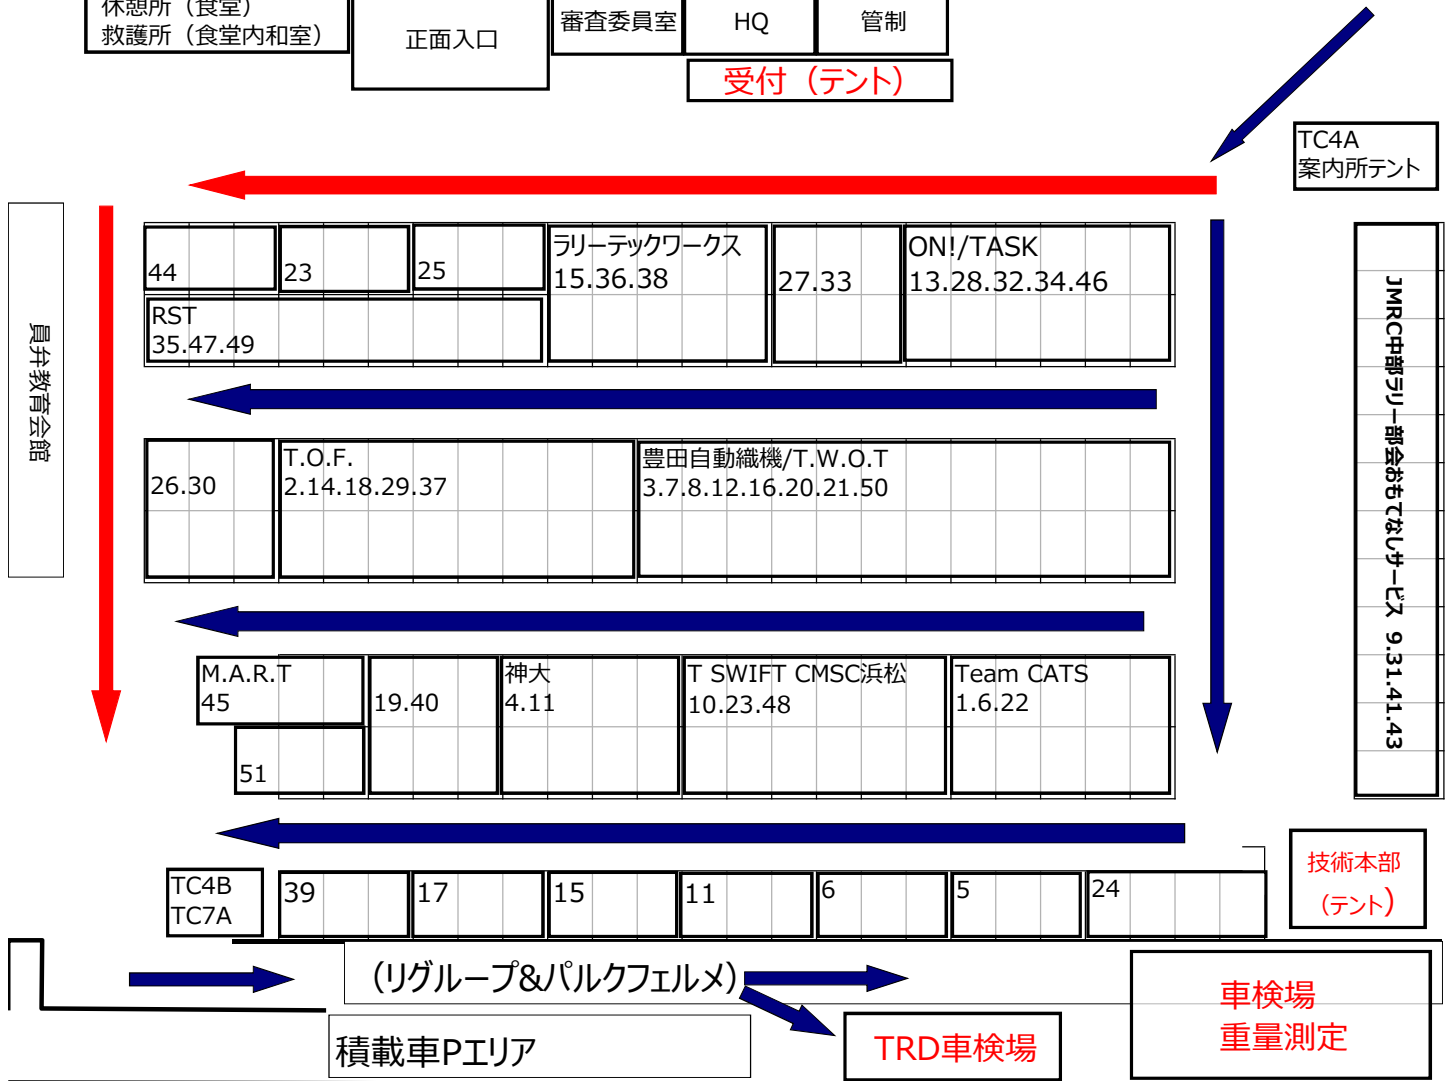 休憩所（食堂）
救護所（食堂内和室）
正面入口
審査委員室
HQ
管制
受付（テント）
TC4A
案内所テント
員弁教育会館
44
23
25
ラリーテックワークス
15.36.38
27.33
ON!/TASK
13.28.32.34.46
RST
35.47.49
JMRC中部ラリー部会おもてなしサービス 9.31.41.43
26.30
T.O.F.
2.14.18.29.37
豊田自動織機/T.W.O.T
3.7.8.12.16.20.21.50
M.A.R.T
45
19.40
神大
4.11
T SWIFT CMSC浜松
10.23.48
Team CATS
1.6.22
51
TC4B
TC7A
39
17
15
11
6
5
24
技術本部
（テント）
（リグループ&パルクフェルメ）
車検場
重量測定
積載車Pエリア
TRD車検場